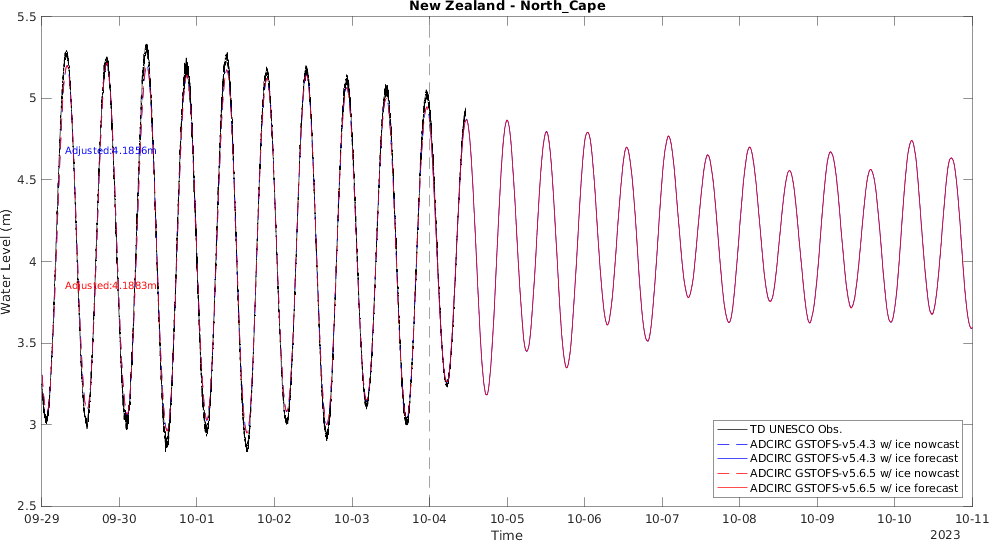 New Zealand - North_Cape
5.5
5
4.5
4
3.5
3
2.5
Water Level (m)
Adjusted:4.1856m
Adjusted:4.1883m
TD UNESCO Obs.
ADCIRC GSTOFS-v5.4.3 w/ ice nowcast
ADCIRC GSTOFS-v5.4.3 w/ ice forecast
ADCIRC GSTOFS-v5.6.5 w/ ice nowcast
ADCIRC GSTOFS-v5.6.5 w/ ice forecast
09-29 09-30 10-01 10-02 10-03 10-04 10-05 10-06 10-07 10-08 10-09 10-10 10-11
Time
2023